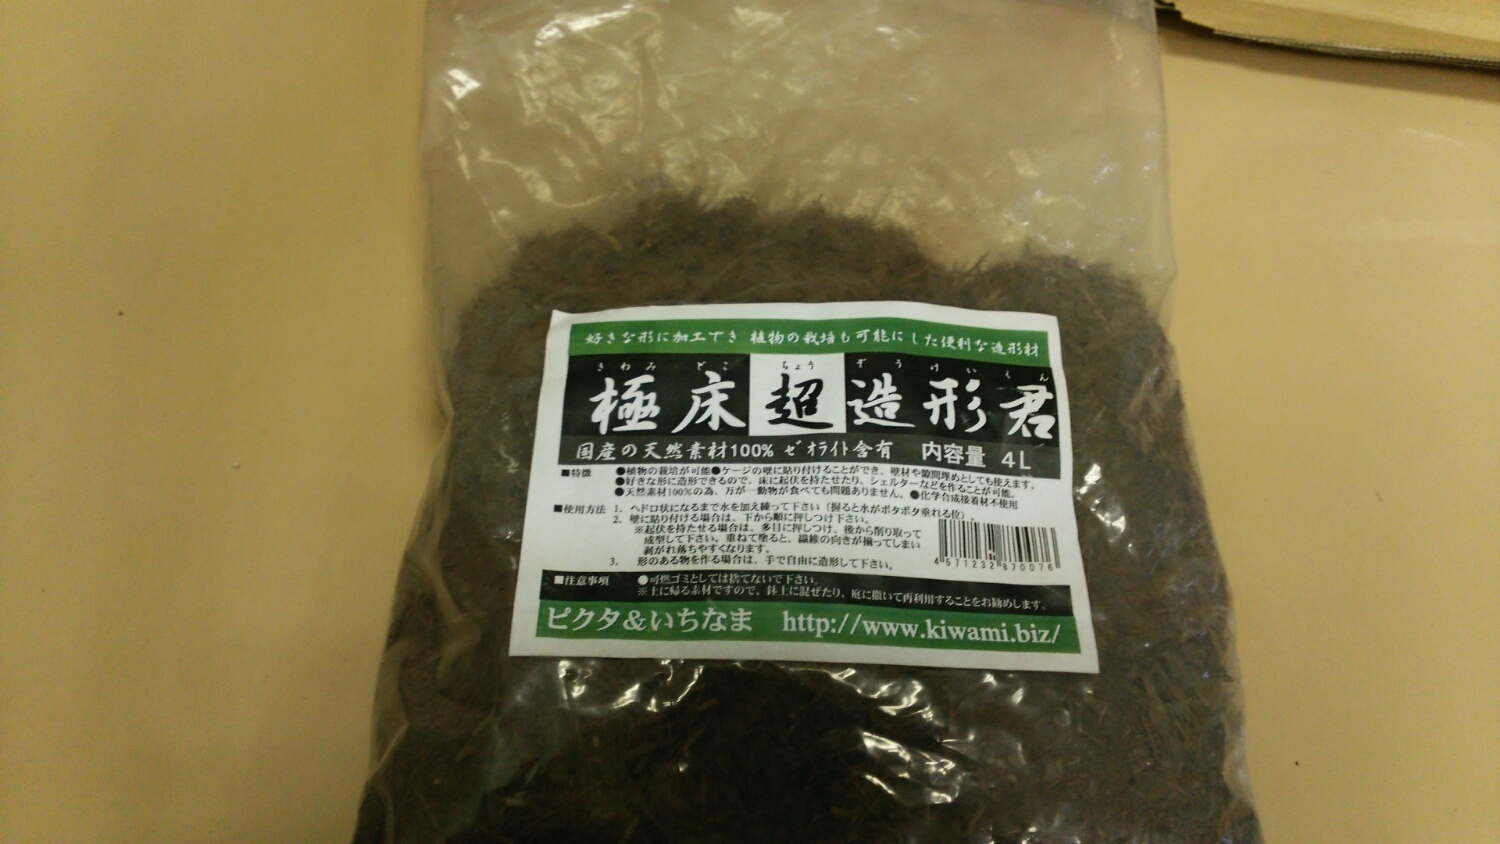 好きな形に加工でき 植物の栽培も可能にした便利な造形材
きわみ どこ ちょう ぞうけいくん
極床超造形君
国産の天然素材100% ゼオライト含有 内容量 4L
■特徴 ●植物の栽培が可能●ケージの壁に貼り付けることができ、壁材や隙間埋めとしても使えます。
●好きな形に造形できるので、床に起伏を持たせたり、シェルターなどを作ることが可能。
●天然素材100%の為、万が一動物が食べても問題ありません。●化学合成接着材不使用
■使用方法 1. ヘドロ状になるまで水を加え練って下さい(握ると水がボタボタ垂れる位)。
2. 壁に貼り付ける場合は、下から順に押しつけ下さい。
※起伏を持たせる場合は、多目に押しつけ、後から削り取って
成型して下さい。重ねて塗ると、繊維の向きが揃ってしまい
剥がれ落ちやすくなります。
3. 形のある物を作る場合は、手で自由に造形して下さい。
4 571232 870076
■注意事項 ●可燃ゴミとしては捨てないで下さい。
※土に帰る素材ですので、鉢土に混ぜたり、庭に撒いて再利用することをお勧めします。
ピクタ&いちなま http://www.kiwami.biz/